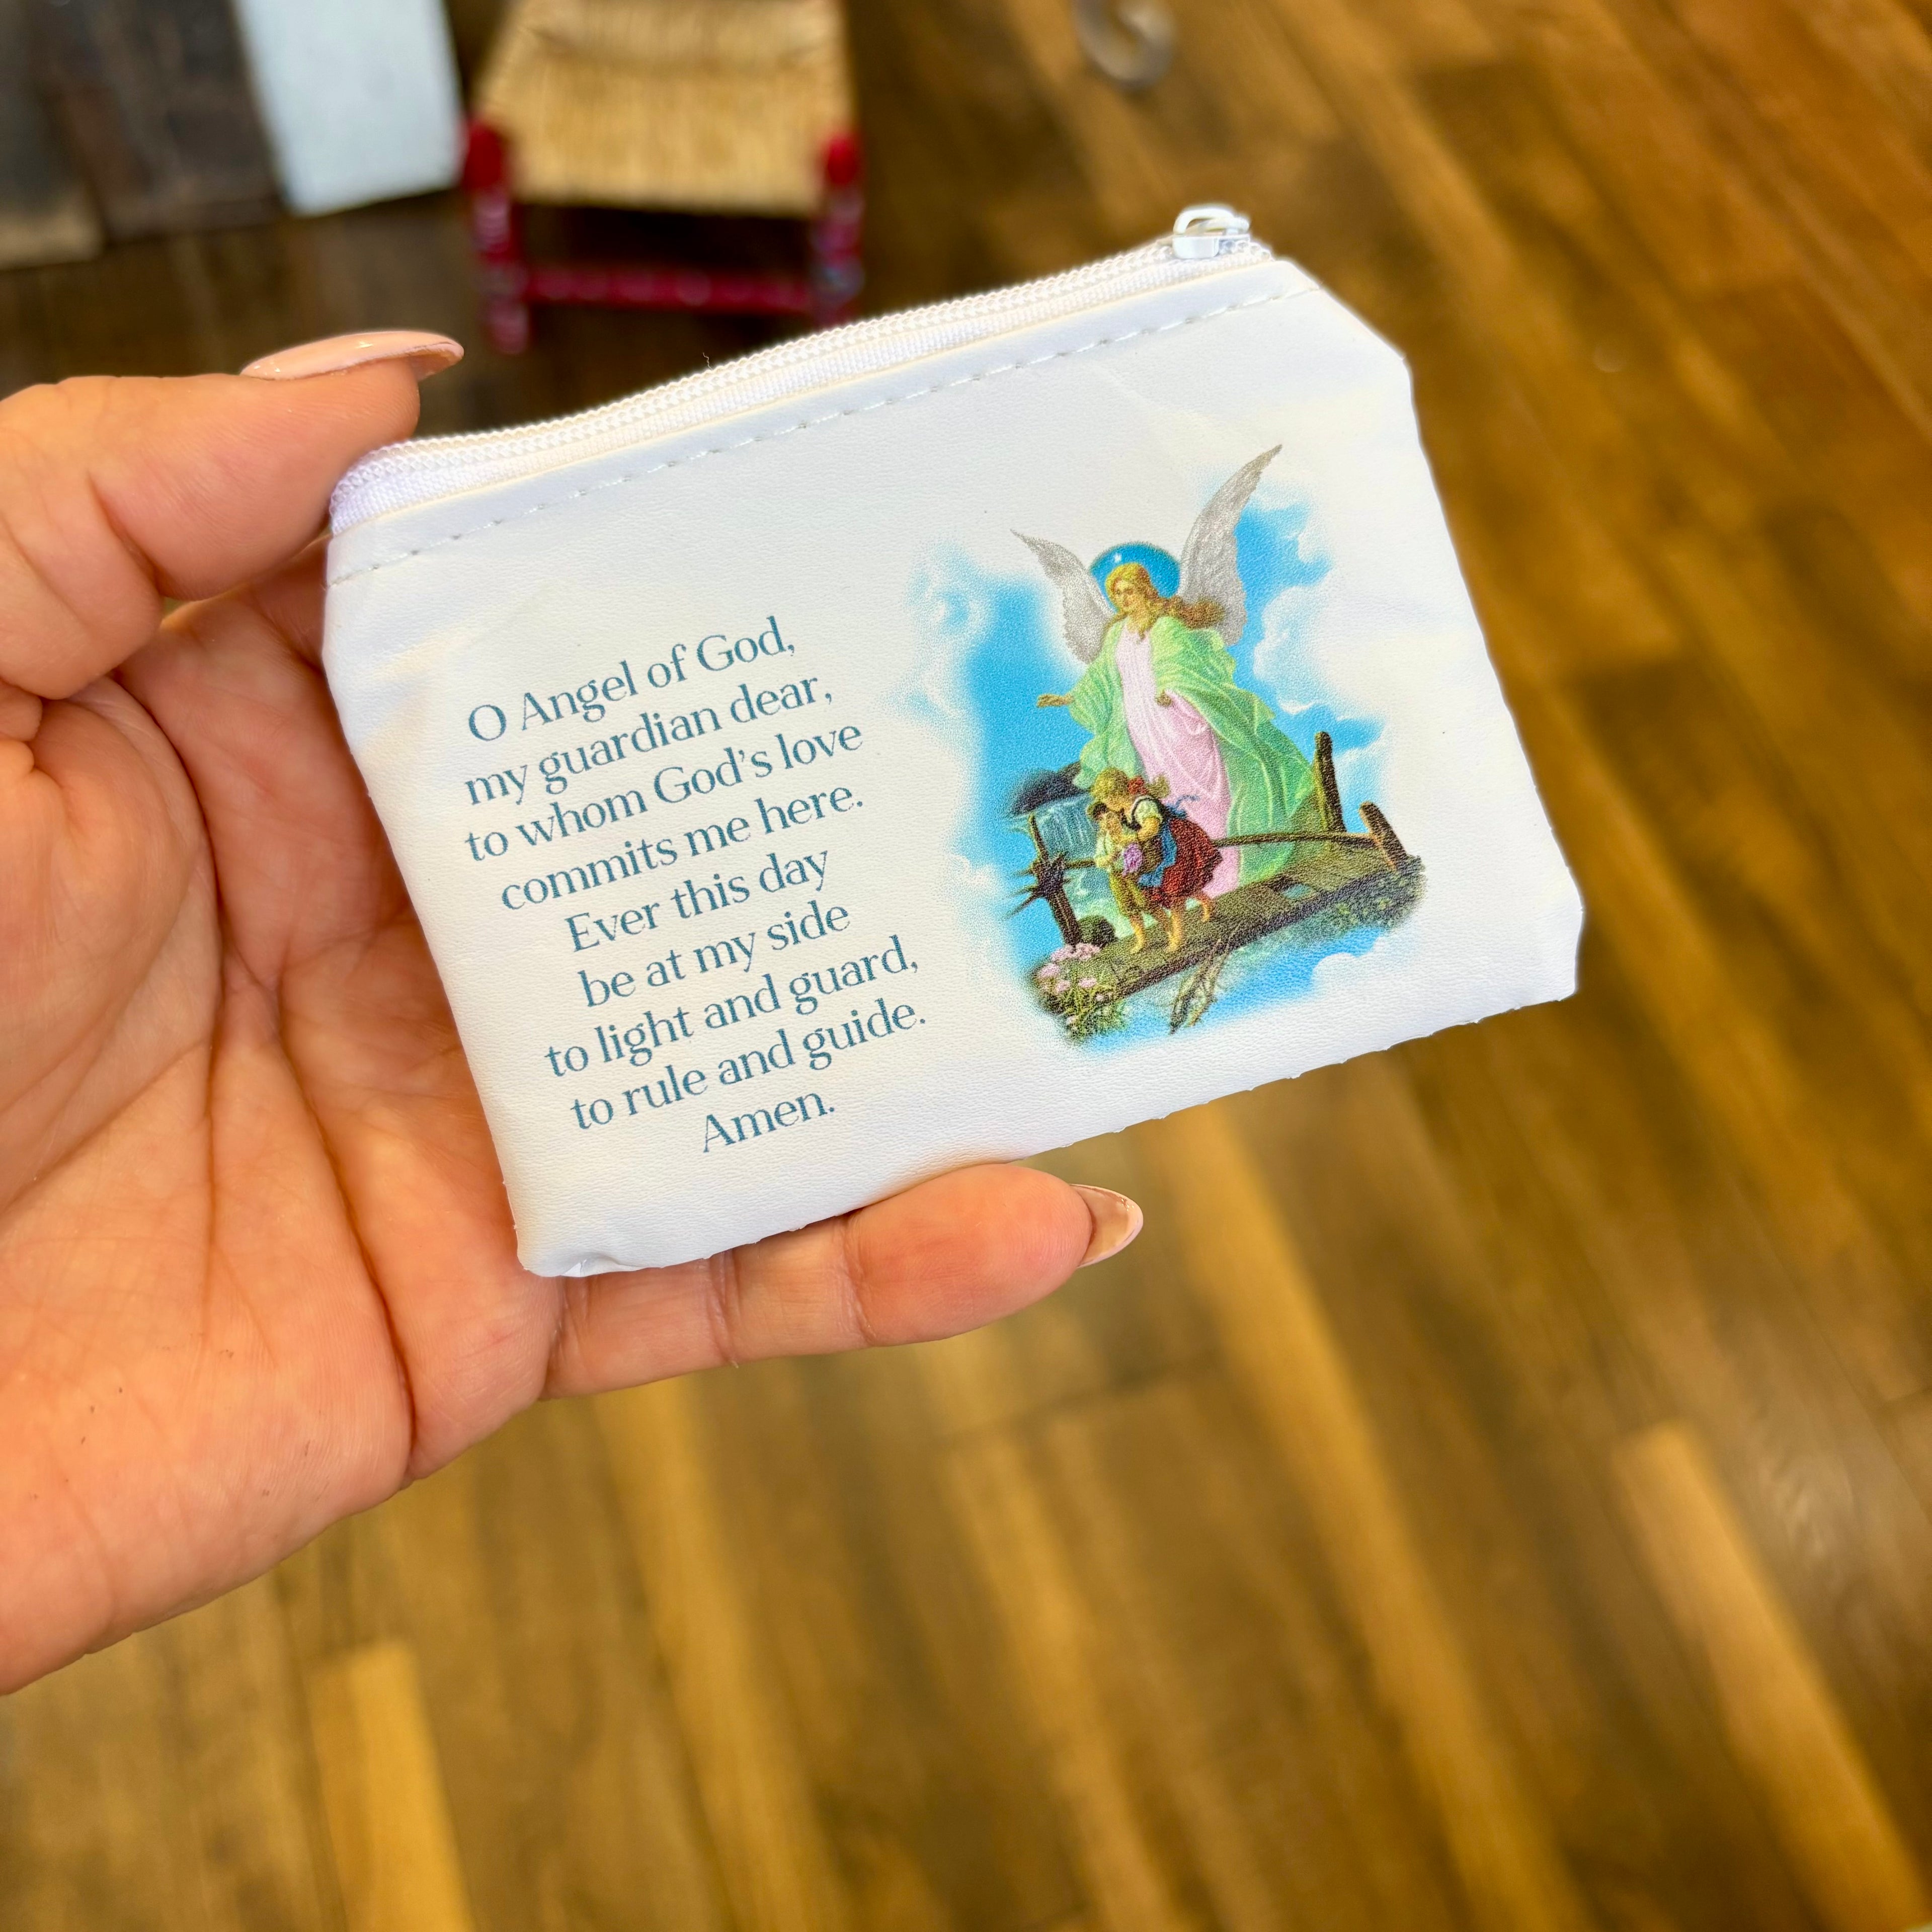 O Angel of God,
my guardian dear,
to whom God's love
commits me here.
Ever this day
be at my side
to light and guard,
to rule and guide.
Amen.